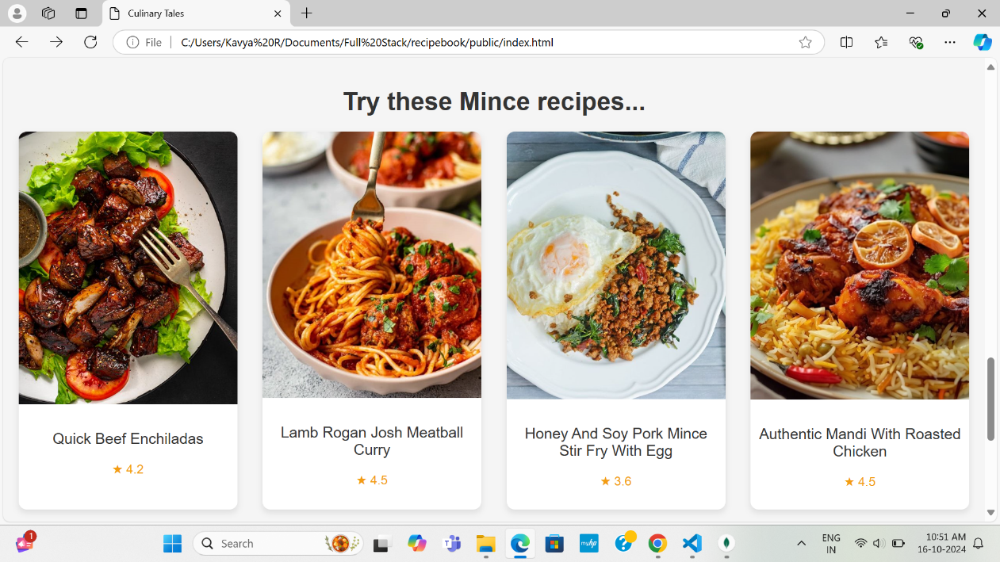 Culinary Tales
File
C:/Users/Kavya%20R/Documents/Full%20Stack/recipebook/public/index.html
Try these Mince recipes...
Quick Beef Enchiladas
★ 4.2
Lamb Rogan Josh Meatball
Curry
★ 4.5
Honey And Soy Pork Mince
Stir Fry With Egg
★ 3.6
Authentic Mandi With Roasted
Chicken
★ 4.5
1
Search
myhp
ENG
IN
10:51 AM
16-10-2024